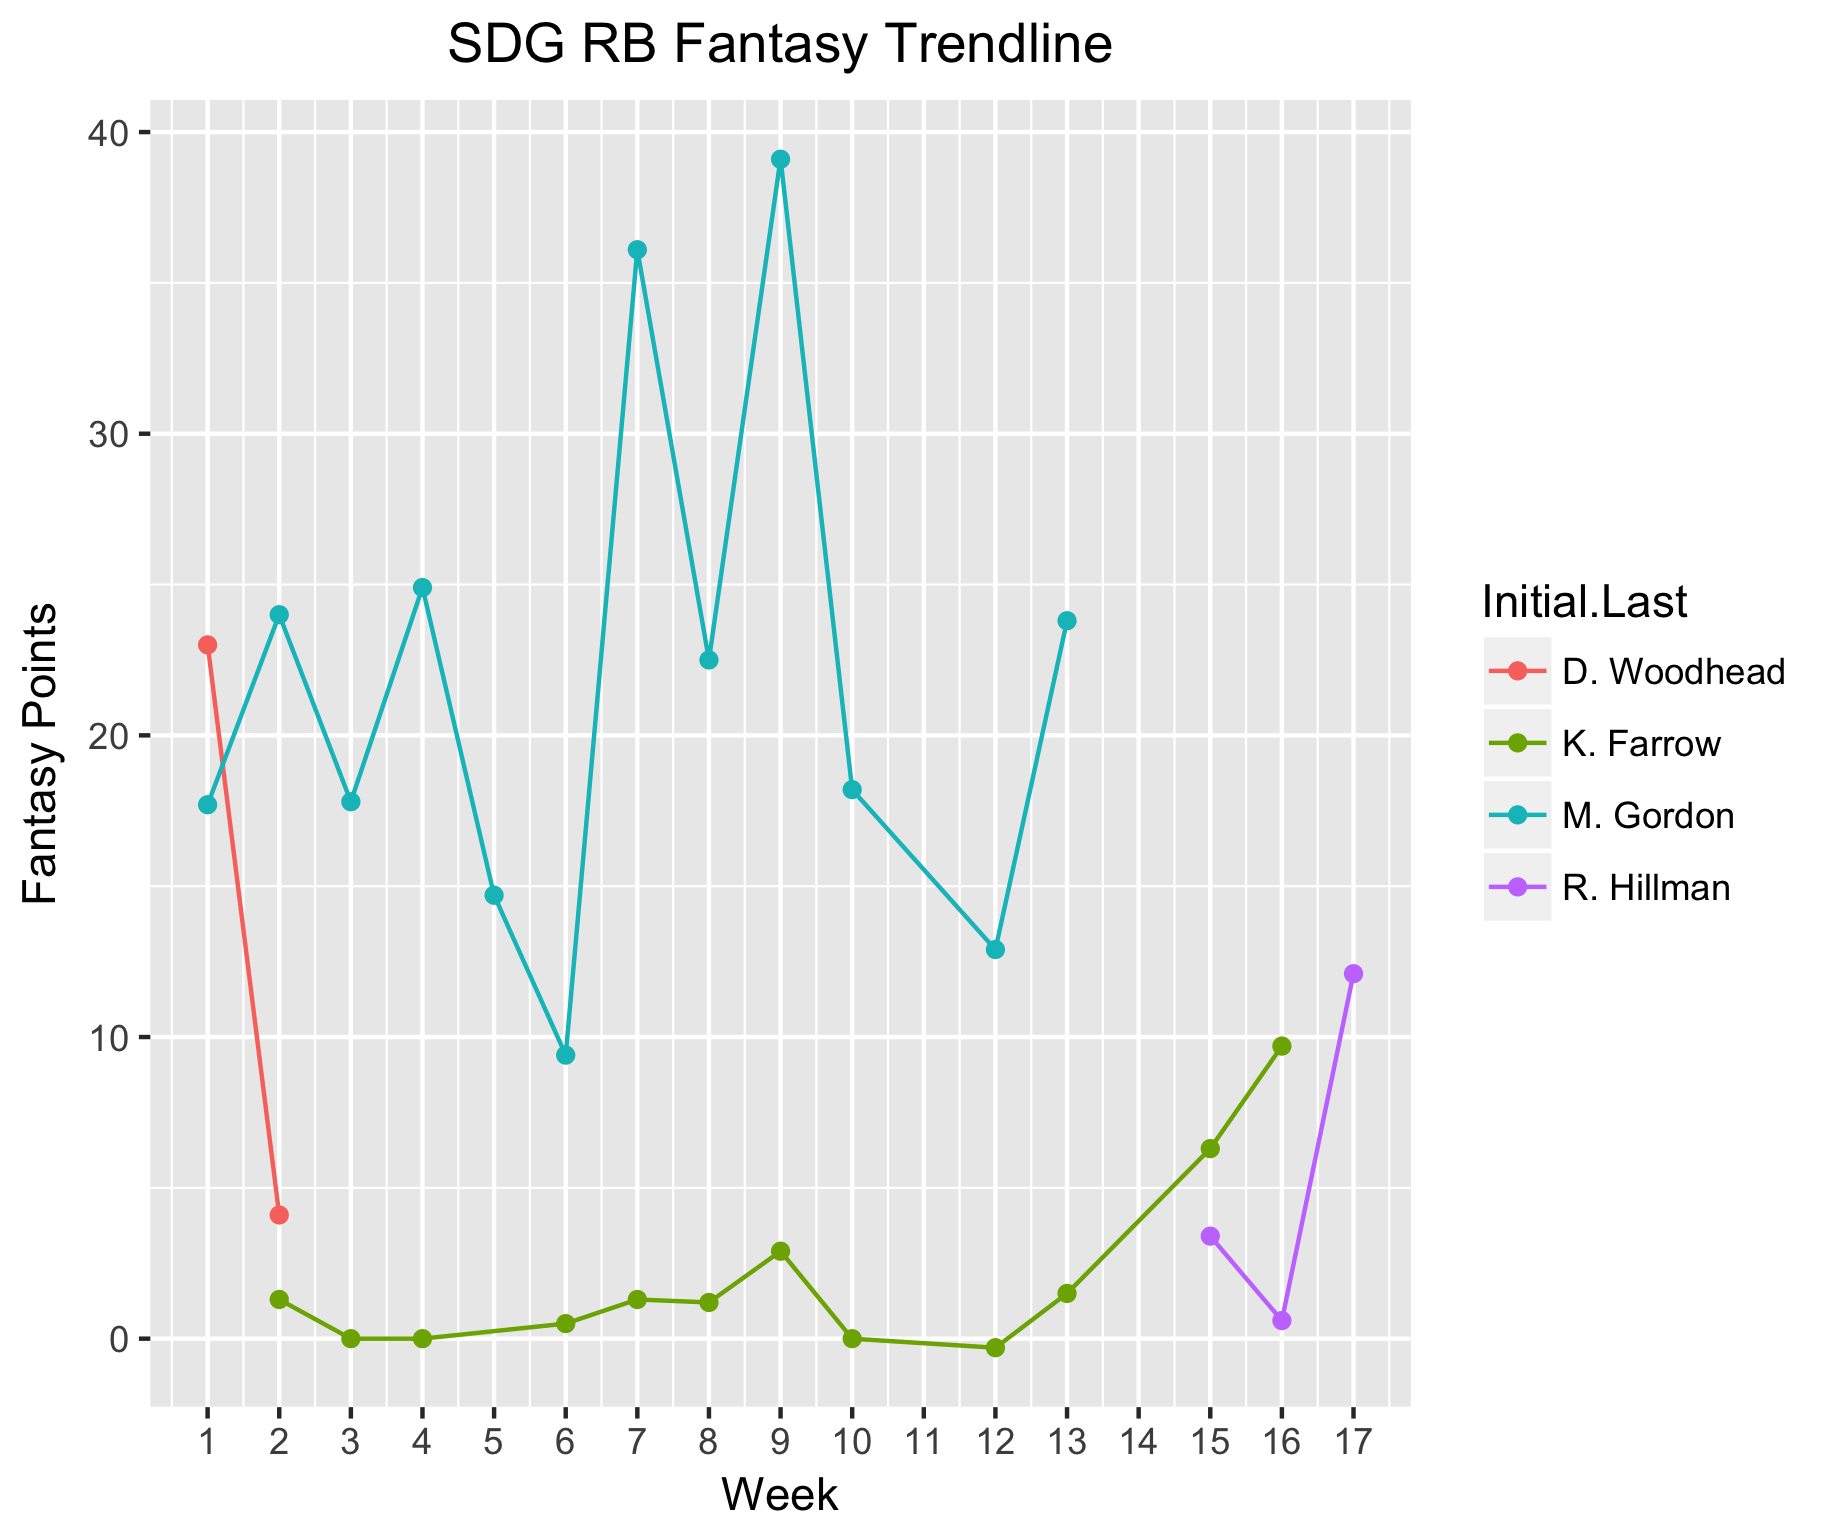 SDG RB Fantasy Trendline
40
30
20
10
0
Fantasy Points
1 2 3 4 5 6 7 8 9 10 11 12 13 14 15 16 17
Week
Initial.Last
D. Woodhead
K. Farrow
M. Gordon
R. Hillman